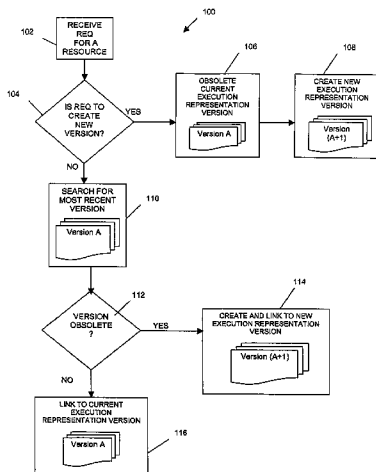 100
102
RECEIVE
REQ
FOR A
RESOURCE
104
IS REQ TO
CREATE
NEW
VERSION?
YES
NO
106
OBSOLETE
CURRENT
EXECUTION
REPRESENTATION
VERSION
Version A
108
CREATE NEW
EXECUTION
REPRESENTATION
VERSION
Version
(A+1)
SEARCH FOR
MOST RECENT
VERSION
Version A
110
112
VERSION
OBSOLETE
?
YES
NO
114
CREATE AND LINK TO NEW
EXECUTION REPRESENTATION
VERSION
Version (A+1)
LINK TO CURRENT
EXECUTION
REPRESENTATION VERSION
Version A
116